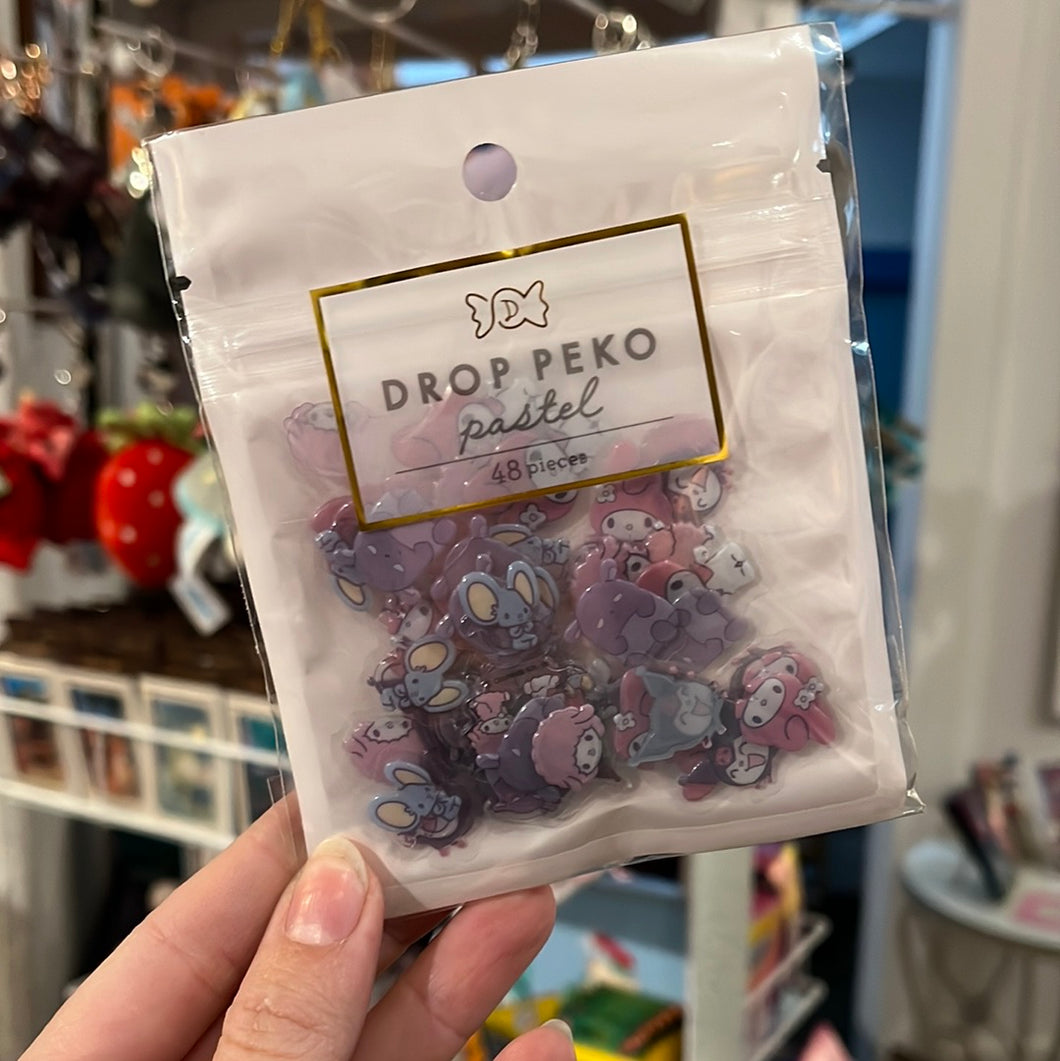 D
DROP PEKO
pastel
48 pieces